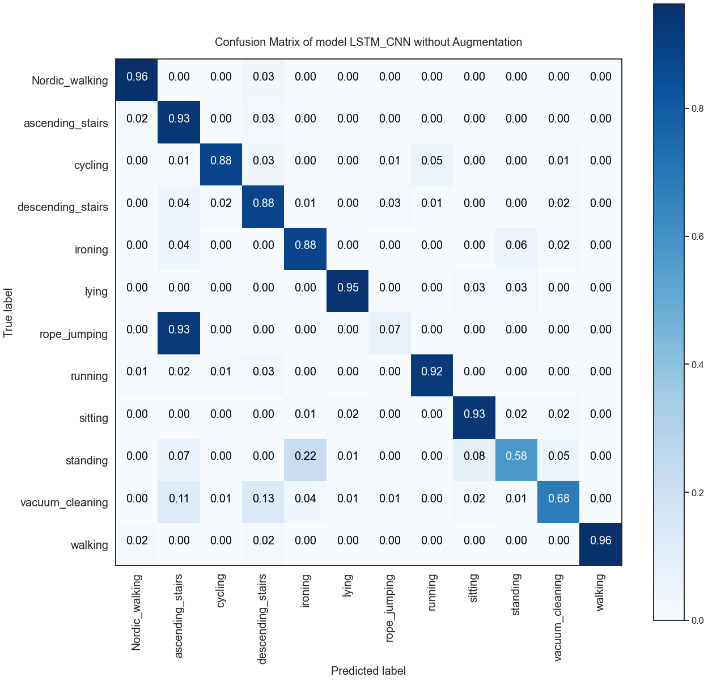 Confusion Matrix of model LSTM_CNN without Augmentation
True label
Nordic_walking 0.96 0.00 0.00 0.03 0.00 0.00 0.00 0.00 0.00 0.00 0.00 0.00
ascending_stairs 0.02 0.93 0.00 0.03 0.00 0.00 0.00 0.00 0.00 0.00 0.00 0.00
cycling 0.00 0.01 0.88 0.03 0.00 0.00 0.01 0.05 0.00 0.00 0.01 0.00
descending_stairs 0.00 0.04 0.02 0.88 0.01 0.00 0.03 0.01 0.00 0.00 0.02 0.00
ironing 0.00 0.04 0.00 0.00 0.88 0.00 0.00 0.00 0.00 0.06 0.02 0.00
lying 0.00 0.00 0.00 0.00 0.00 0.95 0.00 0.00 0.03 0.03 0.00 0.00
rope_jumping 0.00 0.93 0.00 0.00 0.00 0.00 0.07 0.00 0.00 0.00 0.00 0.00
running 0.01 0.02 0.01 0.03 0.00 0.00 0.00 0.92 0.00 0.00 0.00 0.00
sitting 0.00 0.00 0.00 0.00 0.01 0.02 0.00 0.00 0.93 0.02 0.02 0.00
standing 0.00 0.07 0.00 0.00 0.22 0.01 0.00 0.00 0.08 0.58 0.05 0.00
vacuum_cleaning 0.00 0.11 0.01 0.13 0.04 0.01 0.01 0.00 0.02 0.01 0.68 0.00
walking 0.02 0.00 0.00 0.02 0.00 0.00 0.00 0.00 0.00 0.00 0.00 0.96
Nordic_walking
ascending_stairs
cycling
descending_stairs
ironing
lying
rope_jumping
running
sitting
standing
vacuum_cleaning
walking
Predicted label
0.8
0.6
0.4
0.2
0.0